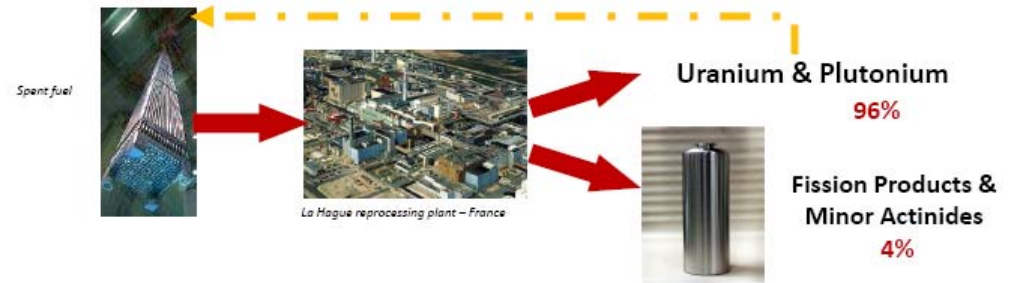 Spent fuel
La Hague reprocessing plant – France
Uranium & Plutonium
96%
Fission Products &
Minor Actinides
4%